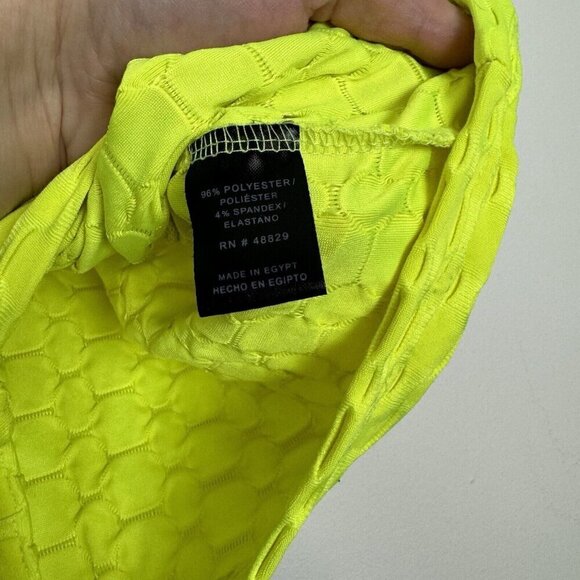 96% POLYESTER/
POLIÉSTER
4% SPANDEX/
ELASTANO
RN # 48829
MADE IN EGYPT
HECHO EN EGIPTO